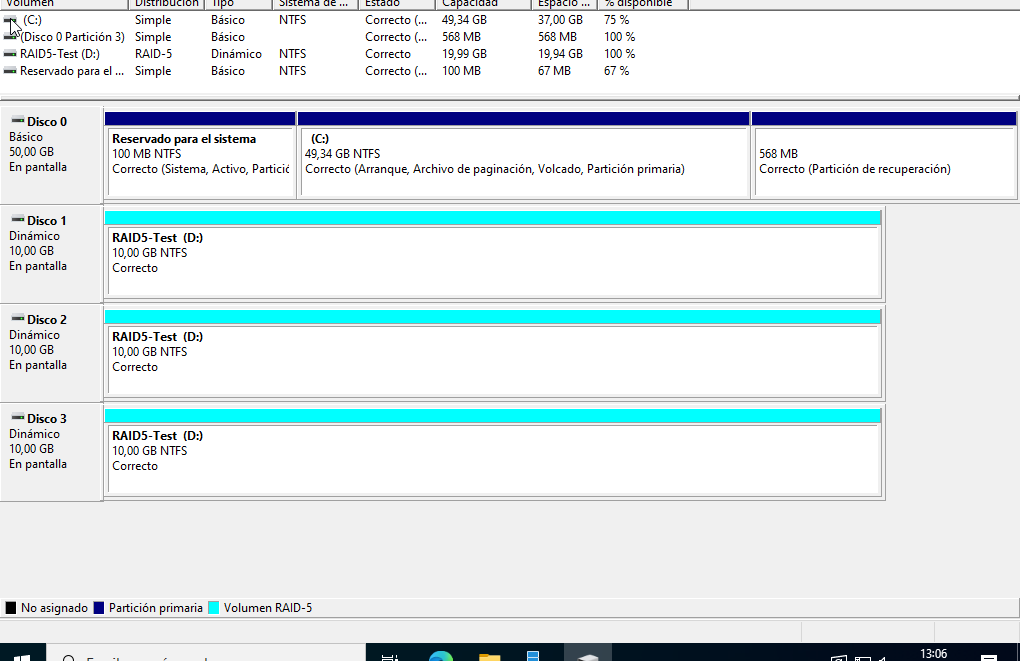 Volumen Distribución Tipo Sistema de ... Estado Capacidad Espacio ... % disponible
(C:) Simple Básico NTFS Correcto (... 49,34 GB 37,00 GB 75 %
(Disco 0 Partición 3) Simple Básico Correcto (... 568 MB 568 MB 100 %
RAID5-Test (D:) RAID-5 Dinámico NTFS Correcto 19,99 GB 19,94 GB 100 %
Reservado para el ... Simple Básico NTFS Correcto (... 100 MB 67 MB 67 %
Disco 0
Básico
50,00 GB
En pantalla
Reservado para el sistema
100 MB NTFS
Correcto (Sistema, Activo, Partició
(C:)
49,34 GB NTFS
Correcto (Arranque, Archivo de paginación, Volcado, Partición primaria)
568 MB
Correcto (Partición de recuperación)
Disco 1
Dinámico
10,00 GB
En pantalla
RAID5-Test (D:)
10,00 GB NTFS
Correcto
Disco 2
Dinámico
10,00 GB
En pantalla
RAID5-Test (D:)
10,00 GB NTFS
Correcto
Disco 3
Dinámico
10,00 GB
En pantalla
RAID5-Test (D:)
10,00 GB NTFS
Correcto
No asignado Partición primaria Volumen RAID-5
13:06